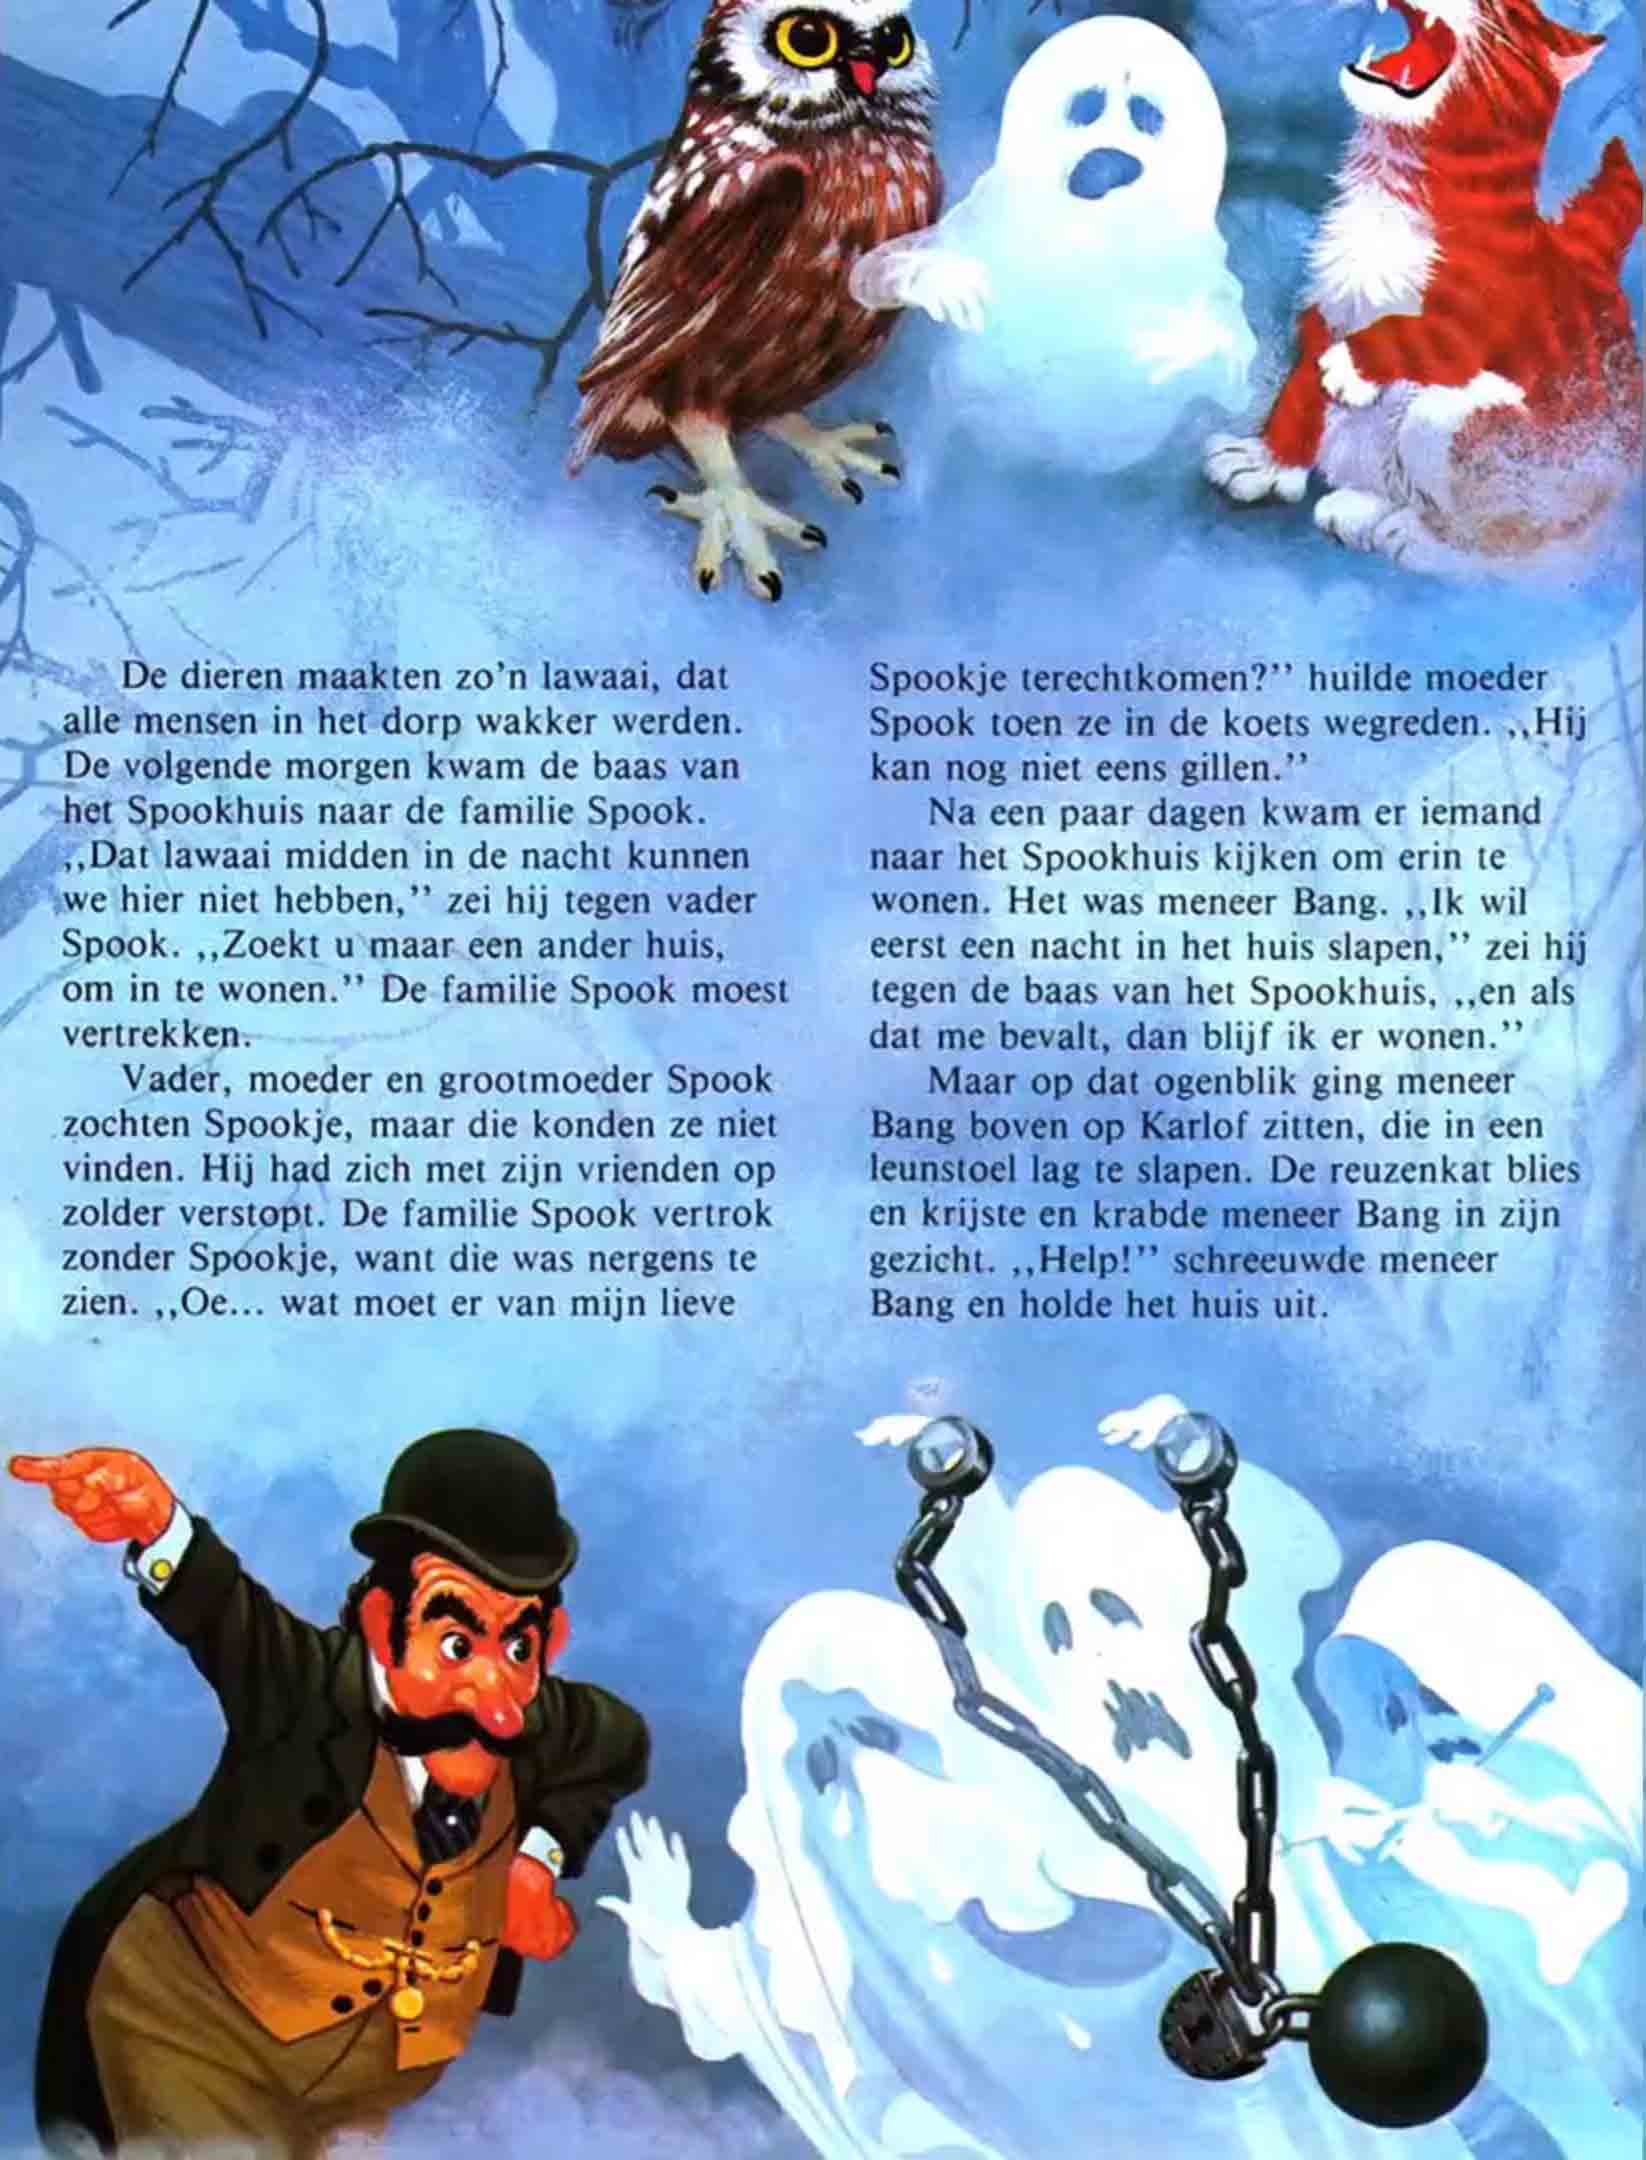 De dieren maakten zo'n lawaai, dat
alle mensen in het dorp wakker werden.
De volgende morgen kwam de baas van
het Spookhuis naar de familie Spook.
,,Dat lawaai midden in de nacht kunnen
we hier niet hebben,'' zei hij tegen vader
Spook. ,,Zoekt u maar een ander huis,
om in te wonen.'' De familie Spook moest
vertrekken.
Vader, moeder en grootmoeder Spook
zochten Spookje, maar die konden ze niet
vinden. Hij had zich met zijn vrienden op
zolder verstopt. De familie Spook vertrok
zonder Spookje, want die was nergens te
zien. ,,Oe... wat moet er van mijn lieve
Spookje terechtkomen?'' huilde moeder
Spook toen ze in de koets wegreden. ,,Hij
kan nog niet eens gillen.''
Na een paar dagen kwam er iemand
naar het Spookhuis kijken om erin te
wonen. Het was meneer Bang. ,,Ik wil
eerst een nacht in het huis slapen,'' zei hij
tegen de baas van het Spookhuis, ,,en als
dat me bevalt, dan blijf ik er wonen.''
Maar op dat ogenblik ging meneer
Bang boven op Karlof zitten, die in een
leunstoel lag te slapen. De reuzenkat blies
en krijste en krabde meneer Bang in zijn
gezicht. ,,Help!'' schreeuwde meneer
Bang en holde het huis uit.